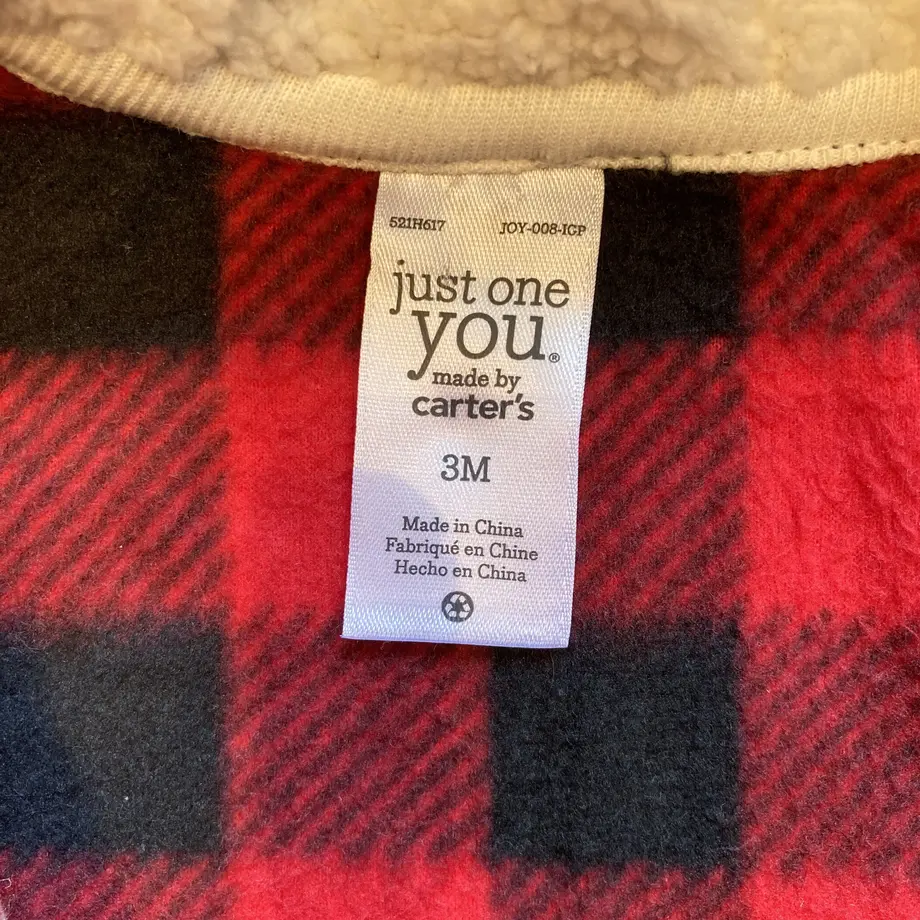 521H617 JOY-008-IGP
just one
you®
made by
carter's
3M
Made in China
Fabriqué en Chine
Hecho en China